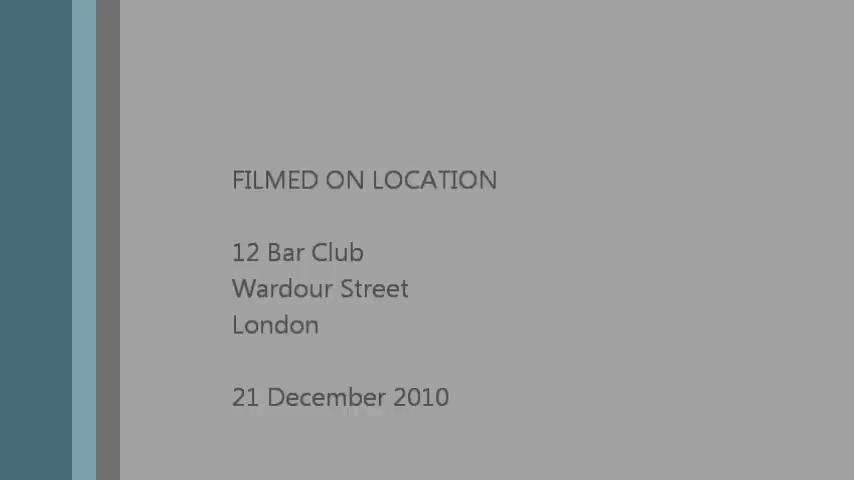 FILMED ON LOCATION
12 Bar Club
Wardour Street
London
21 December 2010